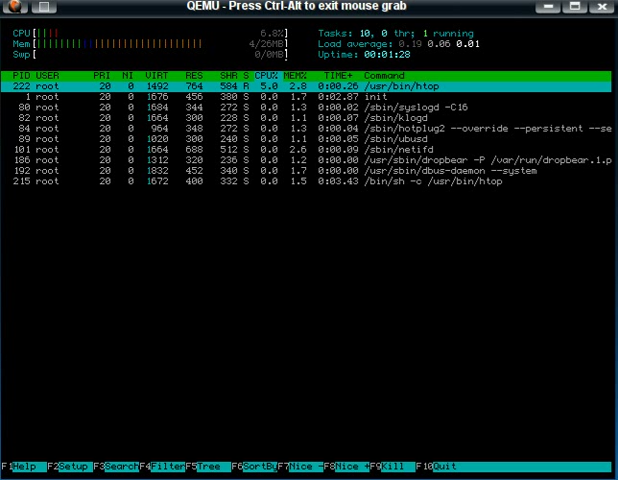 QEMU - Press Ctrl-Alt to exit mouse grab
CPU[|||| 6.8%] Tasks: 10, 0 thr; 1 running
Mem[||||||||||||||||||||||||||||||| 4/26MB] Load average: 0.19 0.06 0.01
Swp[ 0/0MB] Uptime: 00:01:28
PID USER PRI NI VIRT RES SHR S CPU% MEM% TIME+ Command
222 root 20 0 1492 764 584 R 5.0 2.8 0:00.26 /usr/bin/htop
1 root 20 0 1676 456 380 S 0.0 1.7 0:02.87 init
80 root 20 0 1684 344 272 S 0.0 1.3 0:00.02 /sbin/syslogd -C16
82 root 20 0 1664 300 228 S 0.0 1.1 0:00.07 /sbin/klogd
84 root 20 0 964 348 272 S 0.0 1.3 0:00.04 /sbin/hotplug2 --override --persistent --se
89 root 20 0 1020 300 240 S 0.0 1.1 0:00.08 /sbin/ubusd
101 root 20 0 1664 688 512 S 0.0 2.6 0:00.09 /sbin/netifd
186 root 20 0 1312 320 236 S 0.0 1.2 0:00.00 /usr/sbin/dropbear -P /var/run/dropbear.1.p
192 root 20 0 1832 452 340 S 0.0 1.7 0:00.00 /usr/sbin/dbus-daemon --system
215 root 20 0 1672 400 332 S 0.0 1.5 0:03.43 /bin/sh -c /usr/bin/htop
F1Help F2Setup F3SearchF4FilterF5Tree F6SortByF7Nice -F8Nice +F9Kill F10Quit